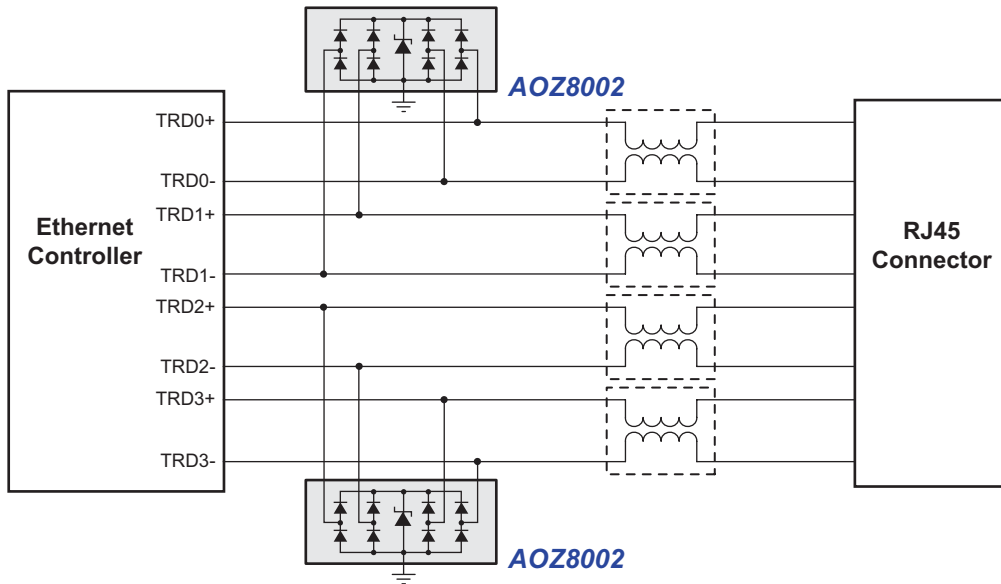 AOZ8002
TRD0+
TRD0-
TRD1+
TRD1-
TRD2+
TRD2-
TRD3+
TRD3-
Ethernet
Controller
RJ45
Connector
AOZ8002